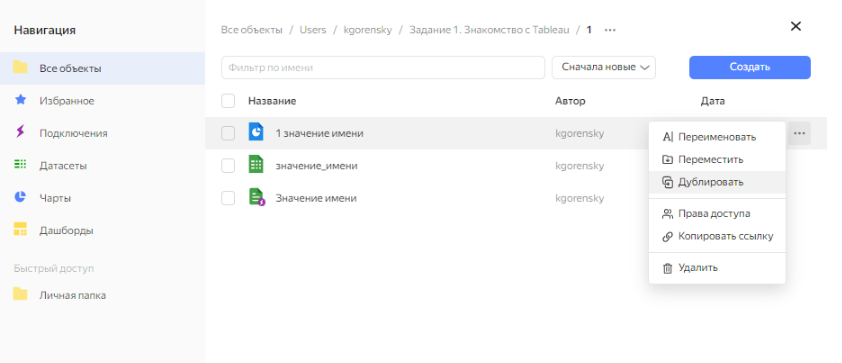 Навигация
Все объекты / Users / kgorensky / Задание 1. Знакомство с Tableau / 1 ···
Все объекты
Избранное
Подключения
Датасеты
Чарты
Дашборды
Быстрый доступ
Личная папка
Фильтр по имени
Сначала новые
Создать
Название
Автор
Дата
1 значение имени
kgorensky
значение_имени
kgorensky
Значение имени
kgorensky
Переименовать
Переместить
Дублировать
Права доступа
Копировать ссылку
Удалить